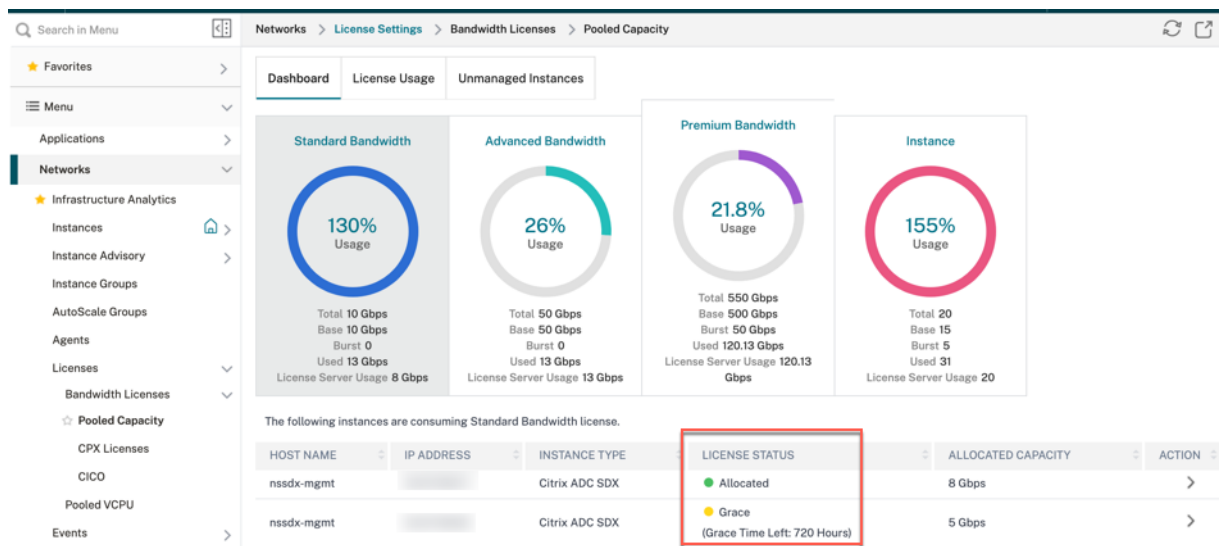 Search in Menu
Networks > License Settings > Bandwidth Licenses > Pooled Capacity
Favorites
Menu
Applications
Networks
Infrastructure Analytics
Instances
Instance Advisory
Instance Groups
AutoScale Groups
Agents
Licenses
Bandwidth Licenses
Pooled Capacity
CPX Licenses
CICO
Pooled VCPU
Events
Dashboard
License Usage
Unmanaged Instances
Standard Bandwidth
130%
Usage
Total 10 Gbps
Base 10 Gbps
Burst 0
Used 13 Gbps
License Server Usage 8 Gbps
Advanced Bandwidth
26%
Usage
Total 50 Gbps
Base 50 Gbps
Burst 0
Used 13 Gbps
License Server Usage 13 Gbps
Premium Bandwidth
21.8%
Usage
Total 550 Gbps
Base 500 Gbps
Burst 50 Gbps
Used 120.13 Gbps
License Server Usage 120.13
Gbps
Instance
155%
Usage
Total 20
Base 15
Burst 5
Used 31
License Server Usage 20
The following instances are consuming Standard Bandwidth license.
HOST NAME IP ADDRESS INSTANCE TYPE LICENSE STATUS ALLOCATED CAPACITY ACTION
nssdx-mgmt Citrix ADC SDX Allocated 8 Gbps
nssdx-mgmt Citrix ADC SDX Grace 5 Gbps
(Grace Time Left: 720 Hours)